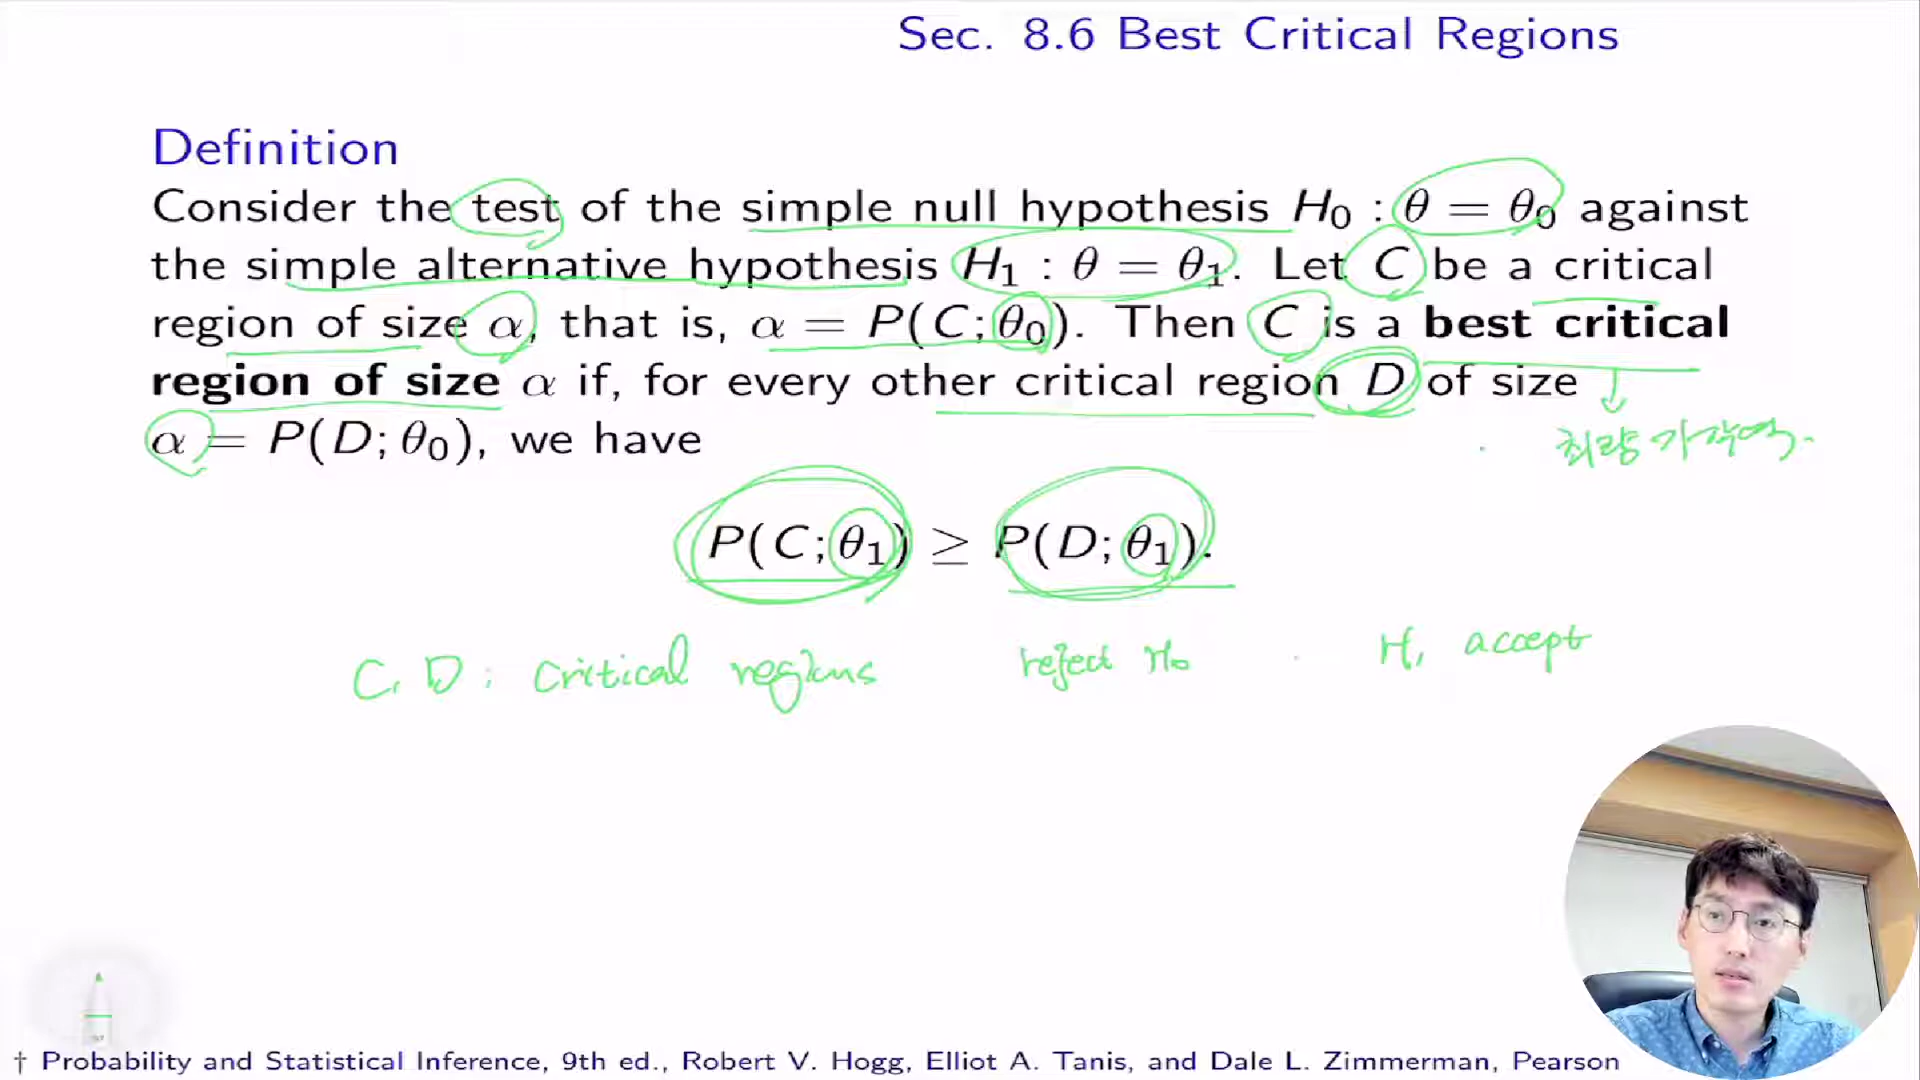 Sec. 8.6 Best Critical Regions
Definition
Consider the test of the simple null hypothesis H₀ : θ = θ₀ against
the simple alternative hypothesis H₁ : θ = θ₁. Let C be a critical
region of size α, that is, α = P(C; θ₀). Then C is a best critical
region of size α if, for every other critical region D of size
α = P(D; θ₀), we have
최량 기각역.
P(C; θ₁) ≥ P(D; θ₁).
C, D : Critical regions reject H₀ . H₁ accept
† Probability and Statistical Inference, 9th ed., Robert V. Hogg, Elliot A. Tanis, and Dale L. Zimmerman, Pearson